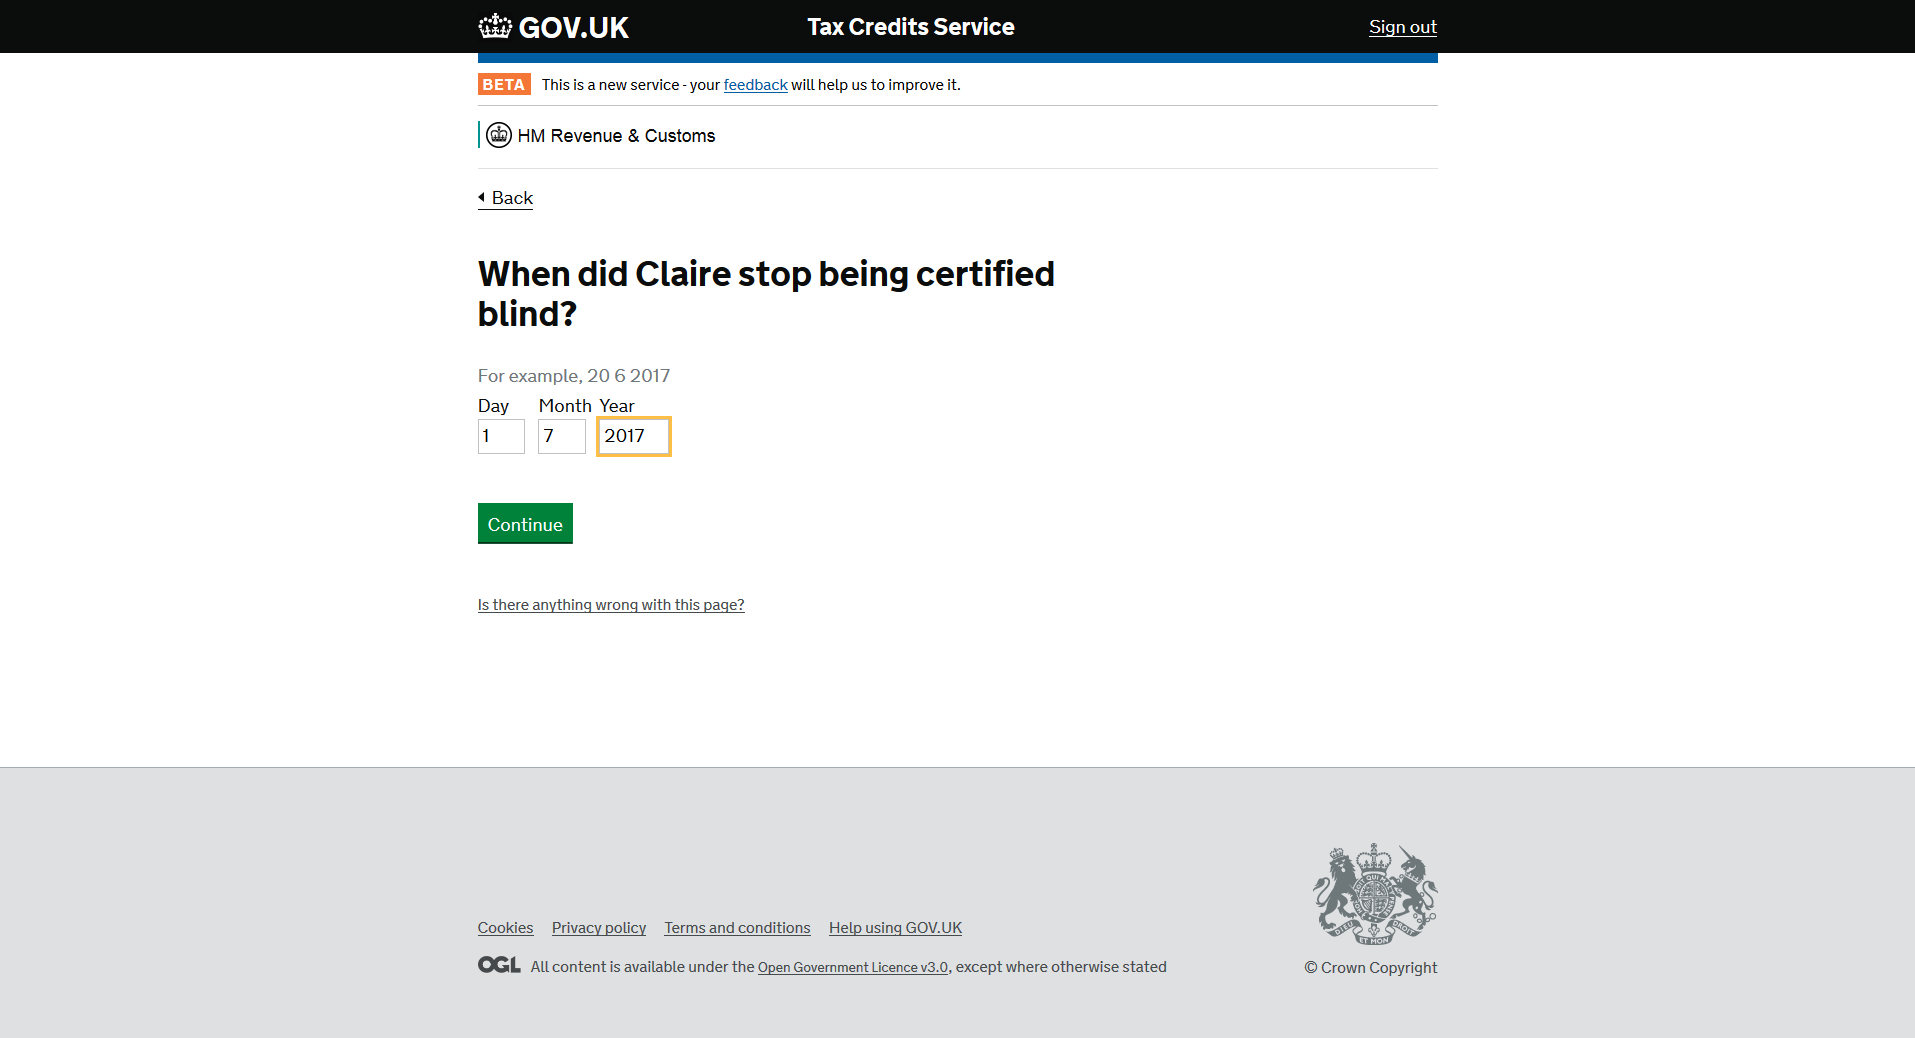 GOV.UK Tax Credits Service Sign out
BETA This is a new service - your feedback will help us to improve it.
HM Revenue & Customs
Back
When did Claire stop being certified
blind?
For example, 20 6 2017
Day Month Year
1 7 2017
Continue
Is there anything wrong with this page?
Cookies Privacy policy Terms and conditions Help using GOV.UK
OGL All content is available under the Open Government Licence v3.0, except where otherwise stated
© Crown Copyright